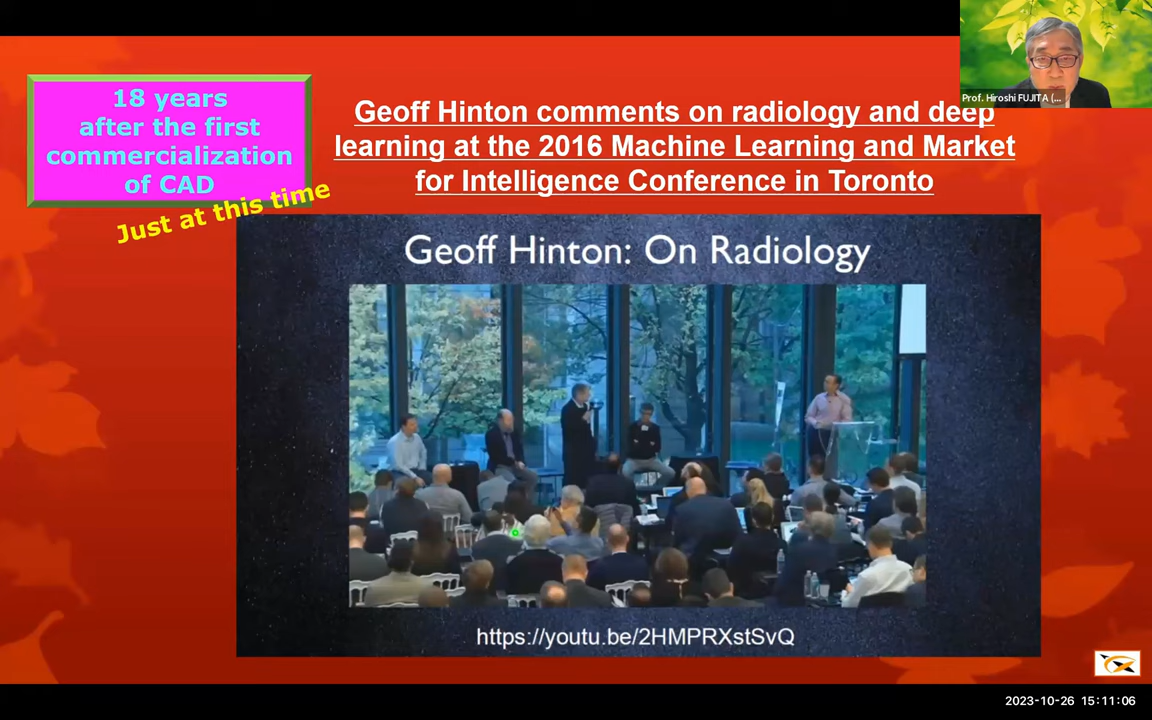 18 years
after the first
commercialization
of CAD
Just at this time
Geoff Hinton comments on radiology and deep
learning at the 2016 Machine Learning and Market
for Intelligence Conference in Toronto
Prof. Hiroshi FUJITA (...
Geoff Hinton: On Radiology
https://youtu.be/2HMPRXstSvQ
2023-10-26 15:11:06